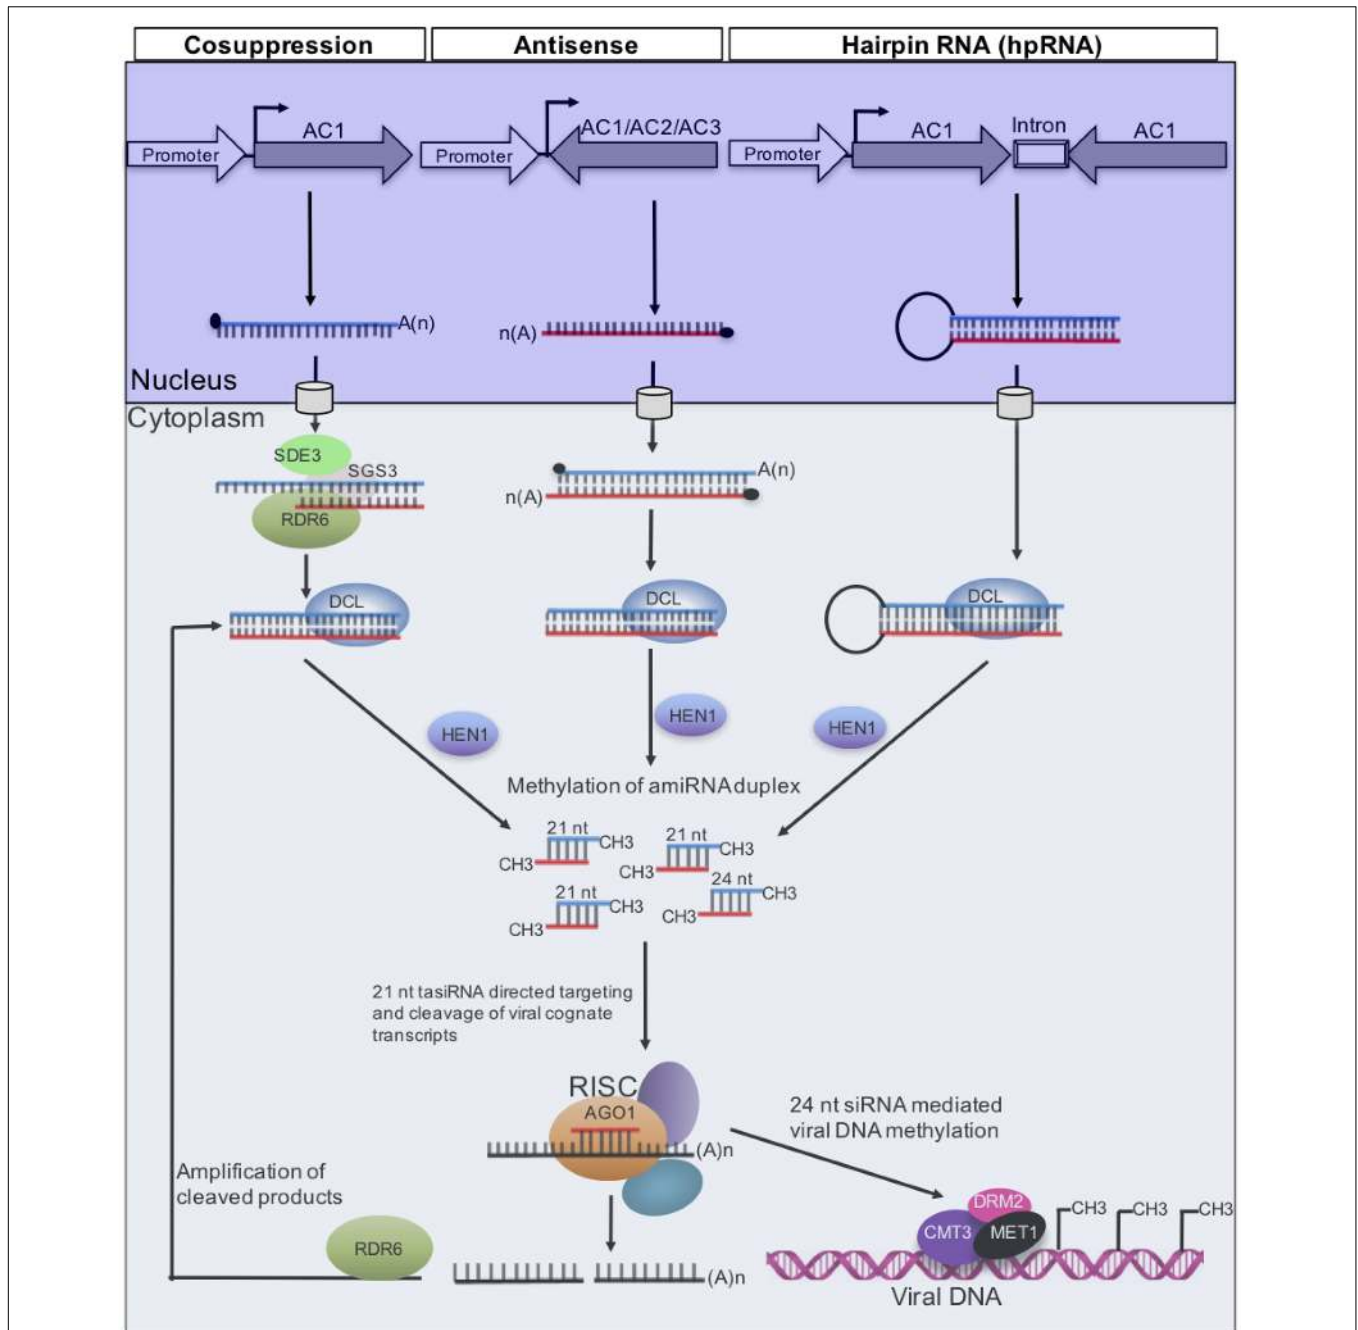 Cosuppression
Antisense
Hairpin RNA (hpRNA)
Promoter
AC1
Promoter
AC1/AC2/AC3
Promoter
AC1
Intron
AC1
A(n)
n(A)
Nucleus
Cytoplasm
SDE3
SGS3
RDR6
A(n)
n(A)
DCL
DCL
DCL
HEN1
HEN1
HEN1
Methylation of amiRNA duplex
21 nt
CH3
CH3
21 nt
CH3
CH3
21 nt
CH3
CH3
24 nt
CH3
CH3
21 nt tasiRNA directed targeting
and cleavage of viral cognate
transcripts
RISC
AGO1
(A)n
24 nt siRNA mediated
viral DNA methylation
Amplification of
cleaved products
RDR6
(A)n
DRM2
CMT3
MET1
CH3
CH3
CH3
Viral DNA